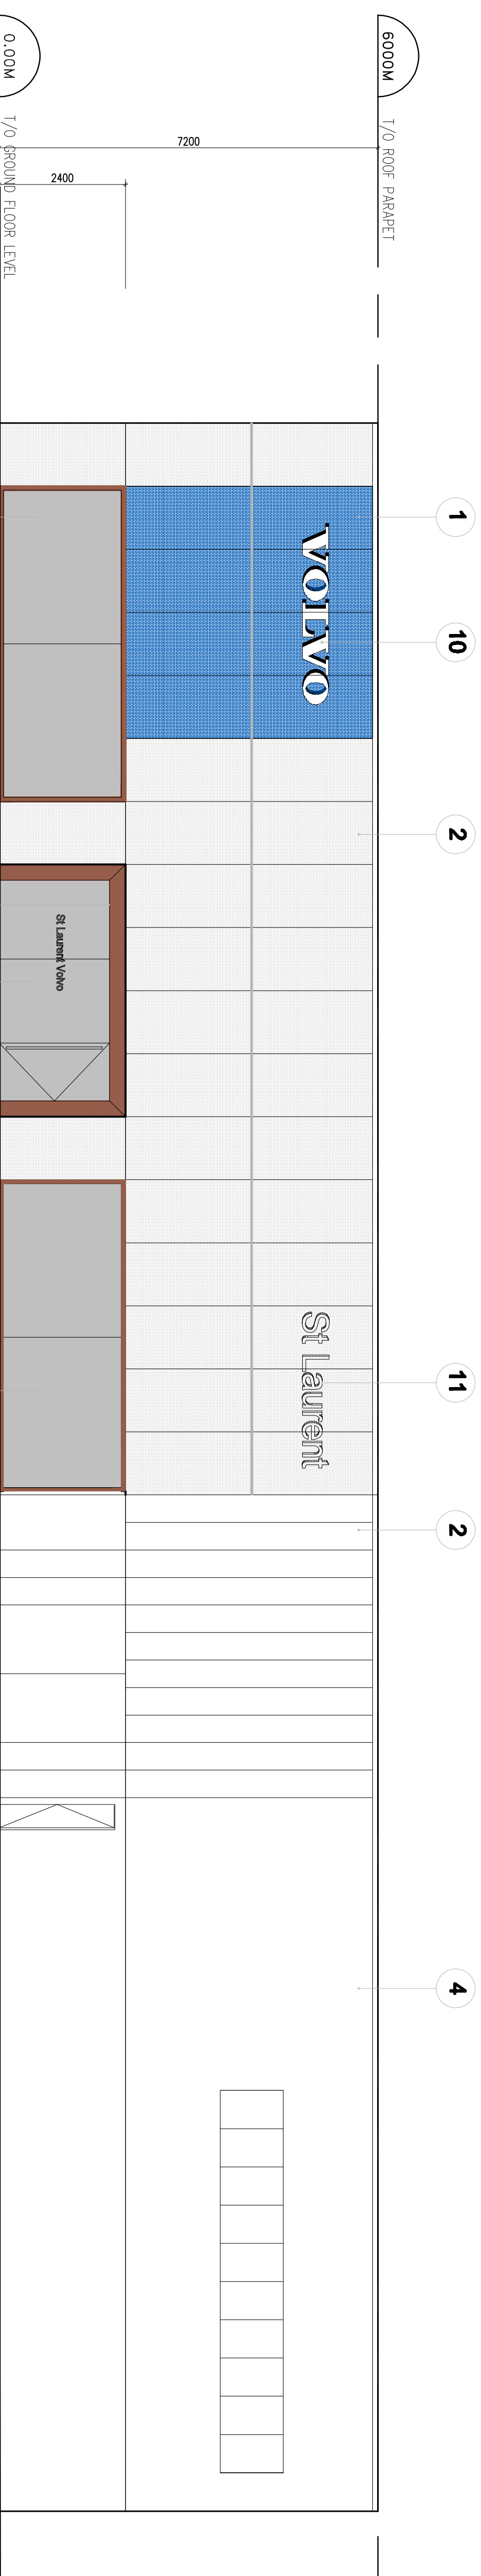 1
10
2
11
2
4
6000M
T/O ROOF PARAPET
7200
2400
VOLVO
St Laurent
St Laurent Volvo
0.00M
T/O GROUND FLOOR LEVEL